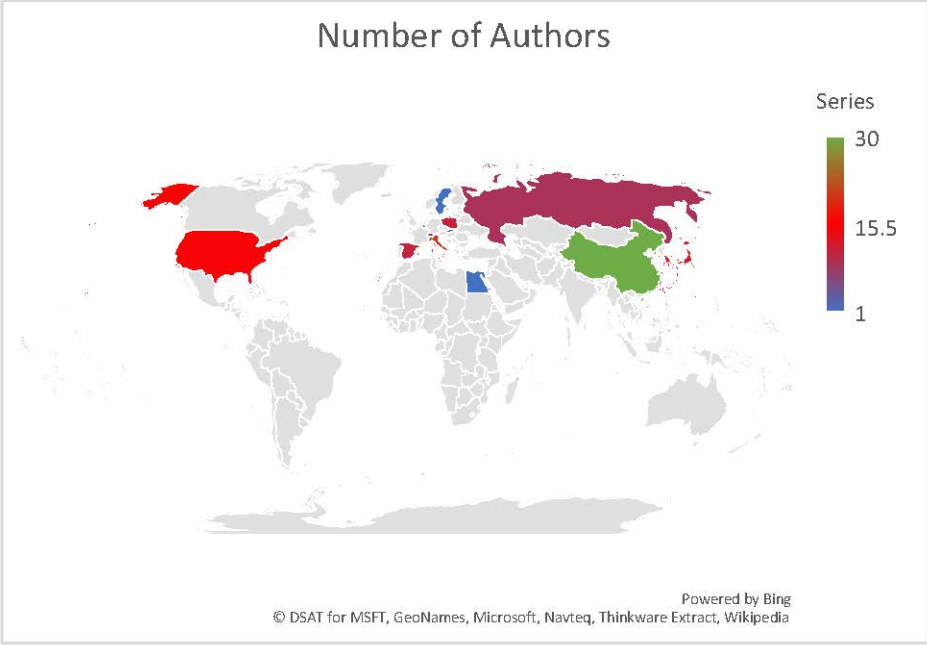 Number of Authors
Series
30
15.5
1
Powered by Bing
© DSAT for MSFT, GeoNames, Microsoft, Navteq, Thinkware Extract, Wikipedia